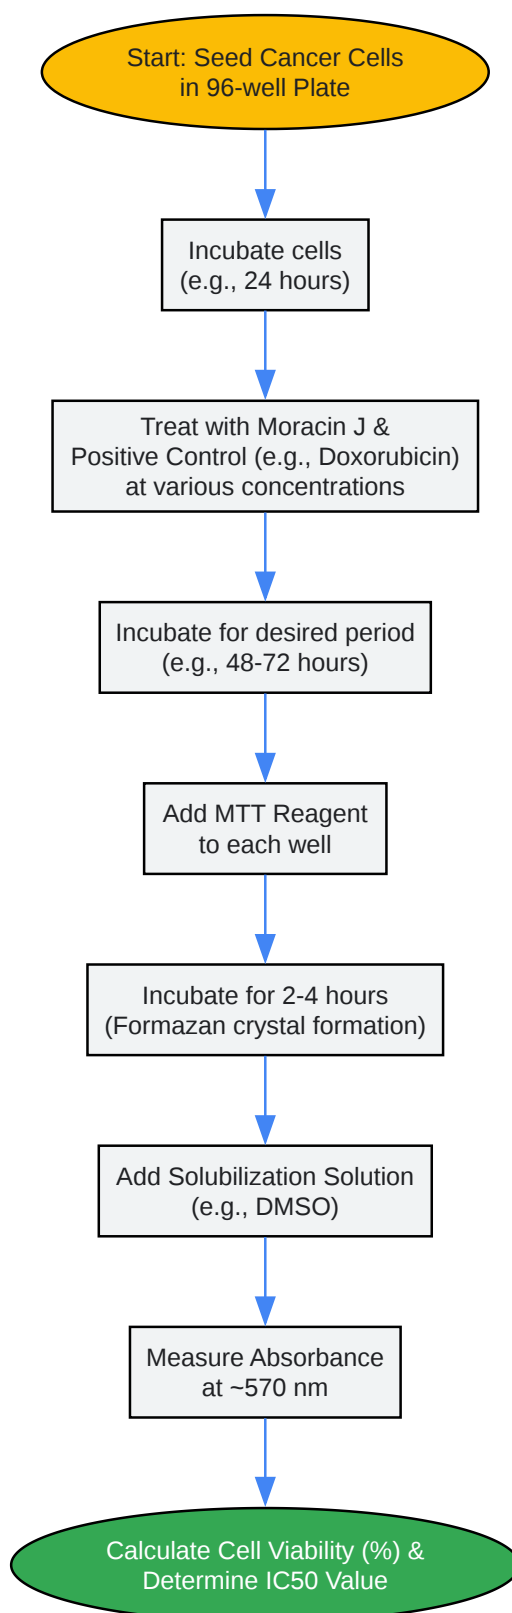 Start: Seed Cancer Cells
in 96-well Plate
Incubate cells
(e.g., 24 hours)
Treat with Moracin J &
Positive Control (e.g., Doxorubicin)
at various concentrations
Incubate for desired period
(e.g., 48-72 hours)
Add MTT Reagent
to each well
Incubate for 2-4 hours
(Formazan crystal formation)
Add Solubilization Solution
(e.g., DMSO)
Measure Absorbance
at ~570 nm
Calculate Cell Viability (%) &
Determine IC50 Value